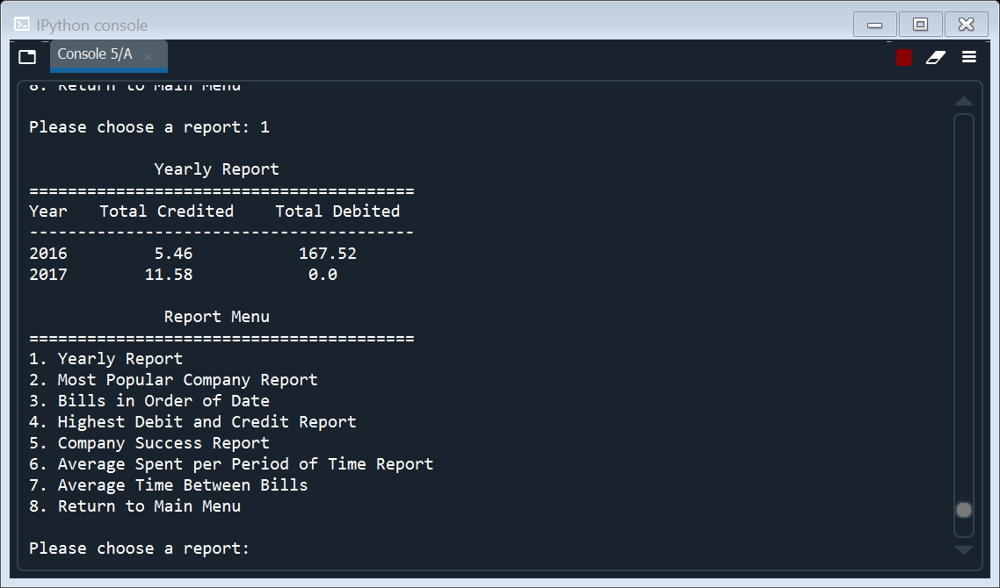 IPython console
Console 5/A
8. Return to Main Menu
Please choose a report: 1
Yearly Report
========================================
Year Total Credited Total Debited
----------------------------------------
2016 5.46 167.52
2017 11.58 0.0
Report Menu
========================================
1. Yearly Report
2. Most Popular Company Report
3. Bills in Order of Date
4. Highest Debit and Credit Report
5. Company Success Report
6. Average Spent per Period of Time Report
7. Average Time Between Bills
8. Return to Main Menu
Please choose a report: